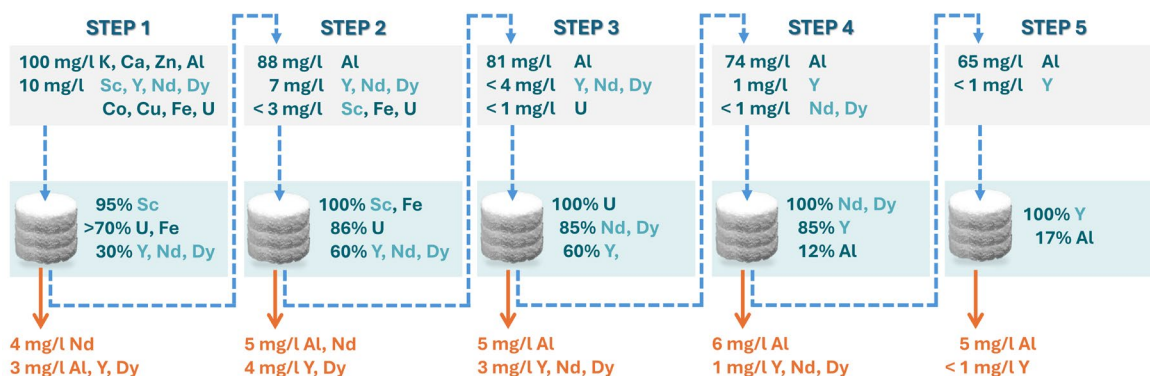 STEP 1
100 mg/l K, Ca, Zn, Al
10 mg/l Sc, Y, Nd, Dy
Co, Cu, Fe, U
95% Sc
>70% U, Fe
30% Y, Nd, Dy
4 mg/l Nd
3 mg/l Al, Y, Dy
STEP 2
88 mg/l Al
7 mg/l Y, Nd, Dy
< 3 mg/l Sc, Fe, U
100% Sc, Fe
86% U
60% Y, Nd, Dy
5 mg/l Al, Nd
4 mg/l Y, Dy
STEP 3
81 mg/l Al
<4 mg/l Y, Nd, Dy
<1 mg/l U
100% U
85% Nd, Dy
60% Y,
5 mg/l Al
3 mg/l Y, Nd, Dy
STEP 4
74 mg/l Al
1 mg/l Y
<1 mg/l Nd, Dy
100% Nd, Dy
85% Y
12% Al
6 mg/l Al
1 mg/l Y, Nd, Dy
STEP 5
65 mg/l Al
< 1 mg/l Y
100% Y
17% Al
5 mg/l Al
< 1 mg/l Y